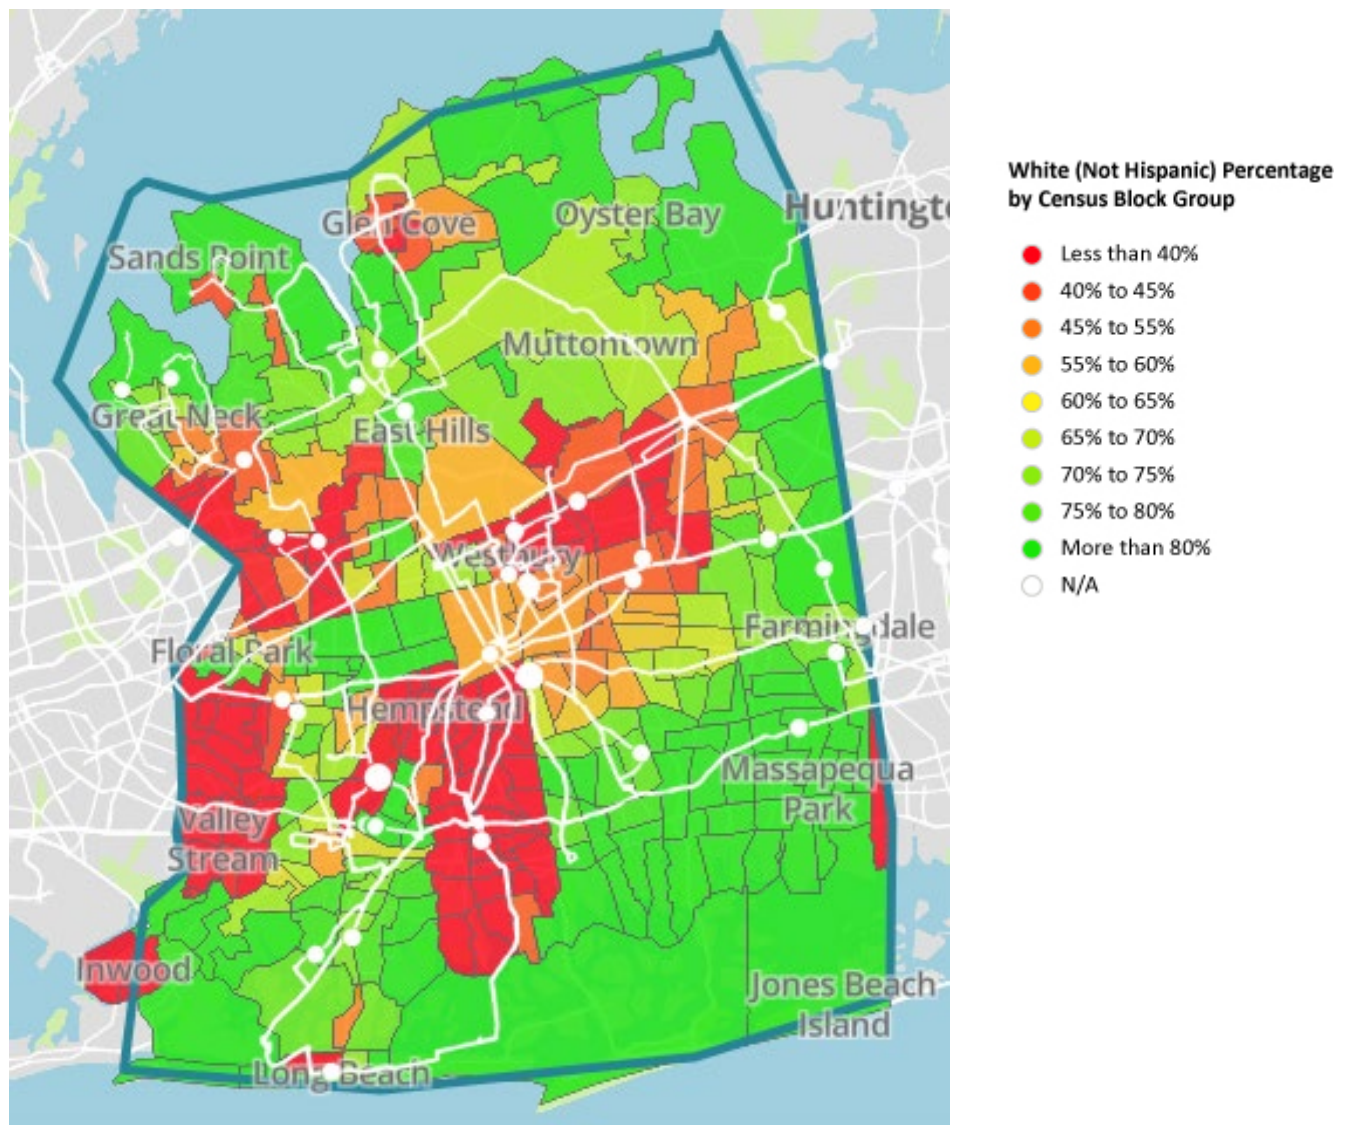 Huntingto
Glen Cove
Oyster Bay
Sands Point
Muttontown
Great Neck
East Hills
Westbury
Floral Park
Farmingdale
Hempstead
Massapequa
Park
Valley
Stream
Inwood
Jones Beach
Island
Long Beach
White (Not Hispanic) Percentage
by Census Block Group
Less than 40%
40% to 45%
45% to 55%
55% to 60%
60% to 65%
65% to 70%
70% to 75%
75% to 80%
More than 80%
N/A